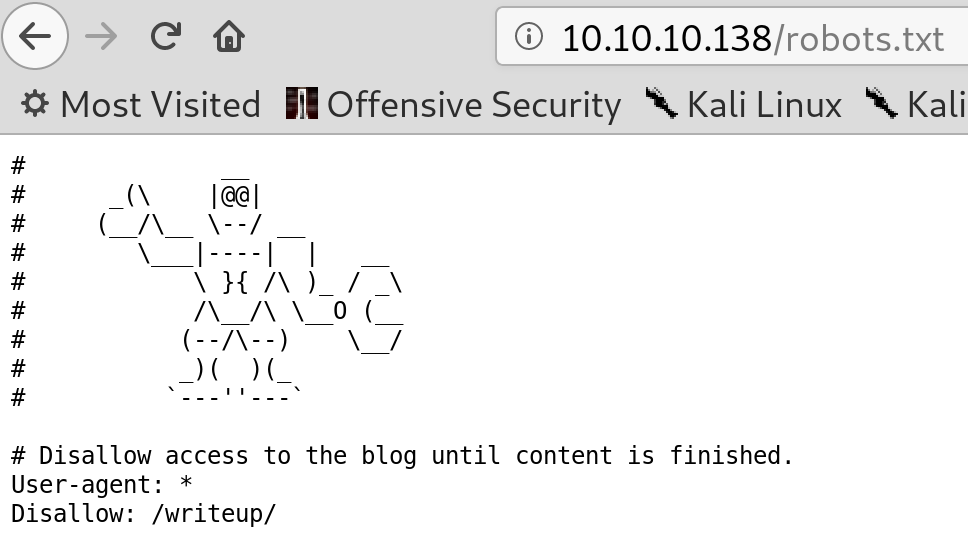 10.10.10.138/robots.txt
Most Visited Offensive Security Kali Linux Kali
#              __
#      _(\    |@@|
#     (__/\__ \--/ __
#        \___|----|  |   __
#            \ }{ /\ )_ / _\
#            /\__/\ \__O (__
#           (--/\--)    \__/
#           _)(  )(_
#          `---''---`
# Disallow access to the blog until content is finished.
User-agent: *
Disallow: /writeup/